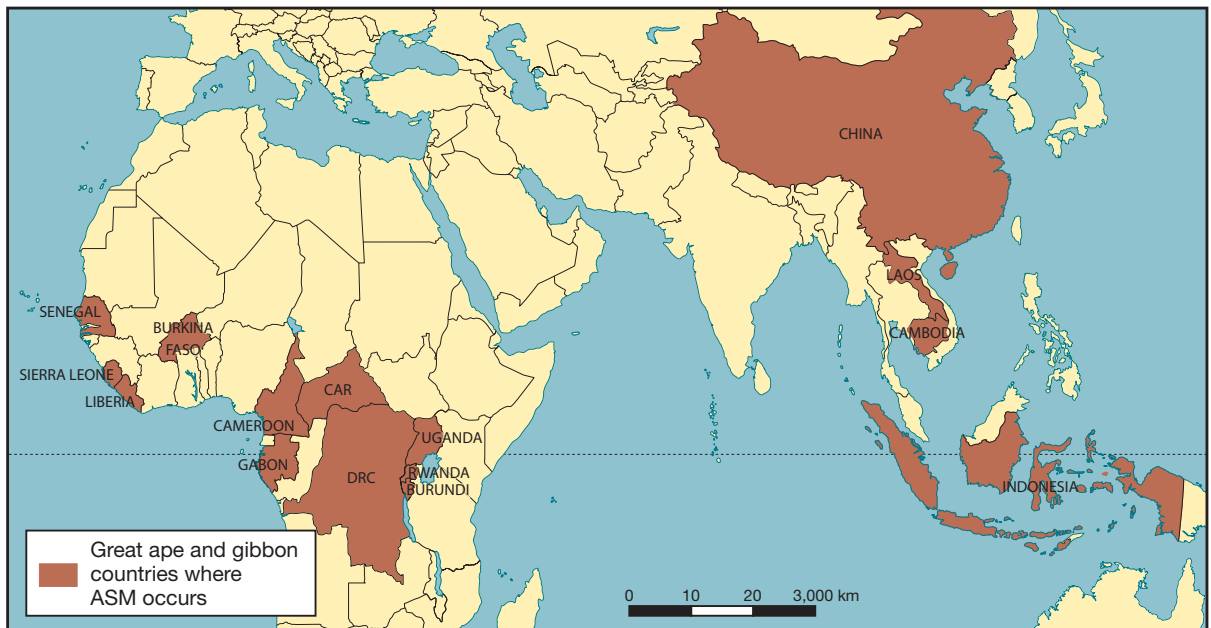 CHINA
LAOS
CAMBODIA
SENEGAL
BURKINA
FASO
SIERRA LEONE
LIBERIA
CAR
CAMEROON
UGANDA
GABON
DRC
RWANDA
BURUNDI
INDONESIA
Great ape and gibbon
countries where
ASM occurs
0 10 20 3,000 km